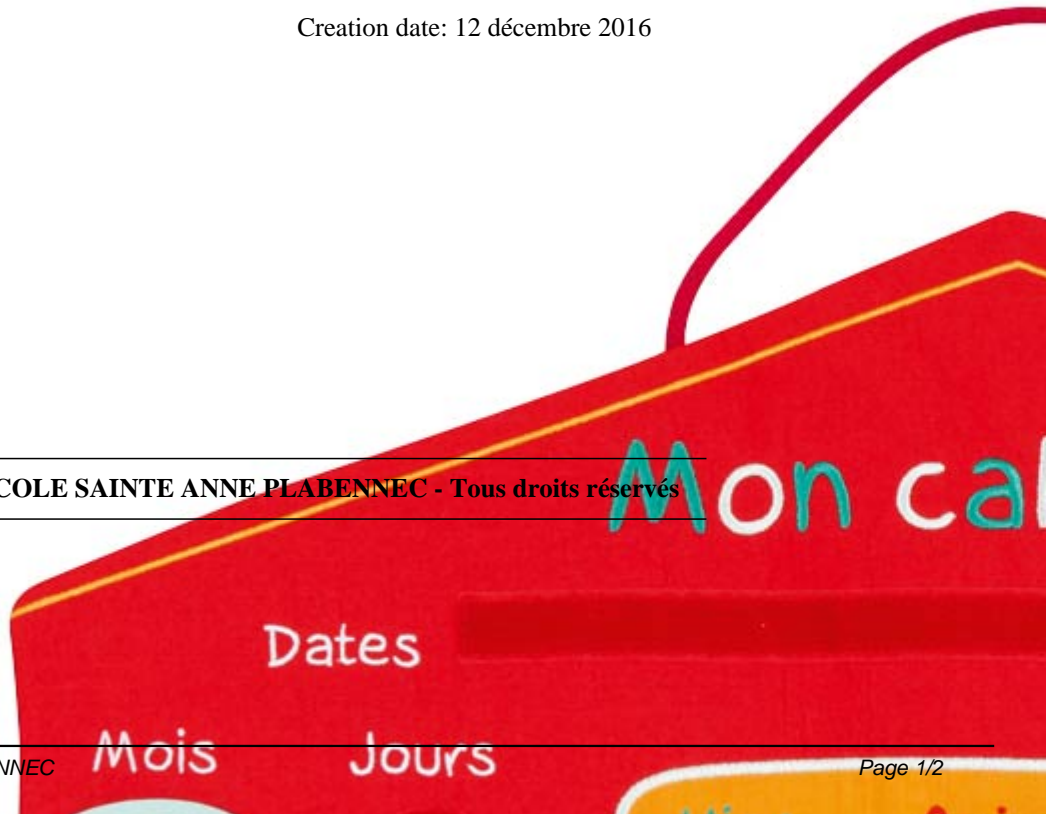 Creation date: 12 décembre 2016
COLE SAINTE ANNE PLABENNEC - Tous droits réservés
Mon cal
Dates
Mois Jours
NNEC Page 1/2